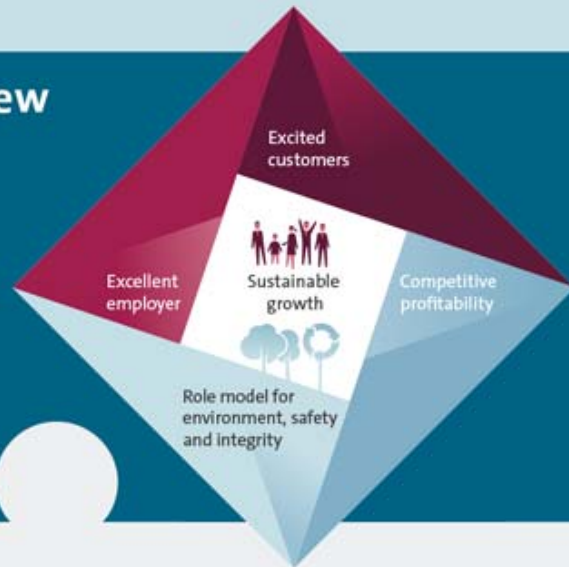 ew
Excited
customers
Excellent
employer
Sustainable
growth
Competitive
profitability
Role model for
environment, safety
and integrity